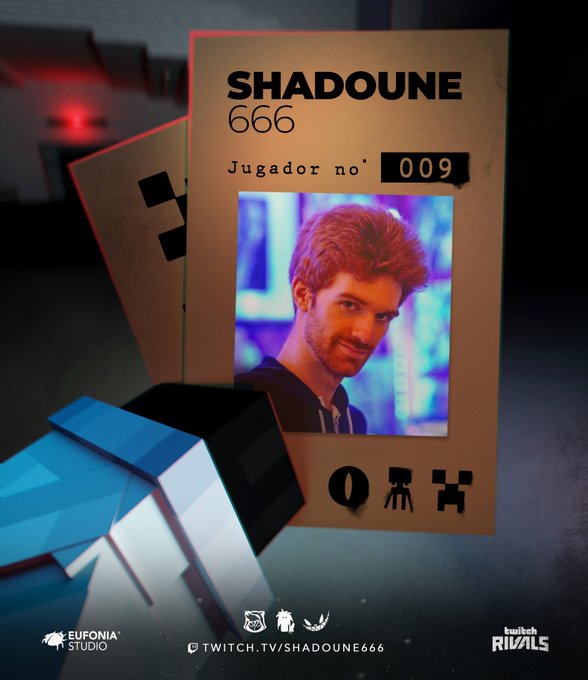 SHADOUNE
666
Jugador no° 009
EUFONIA®
STUDIO
TWITCH.TV/SHADOUNE666
twitch
RIVALS